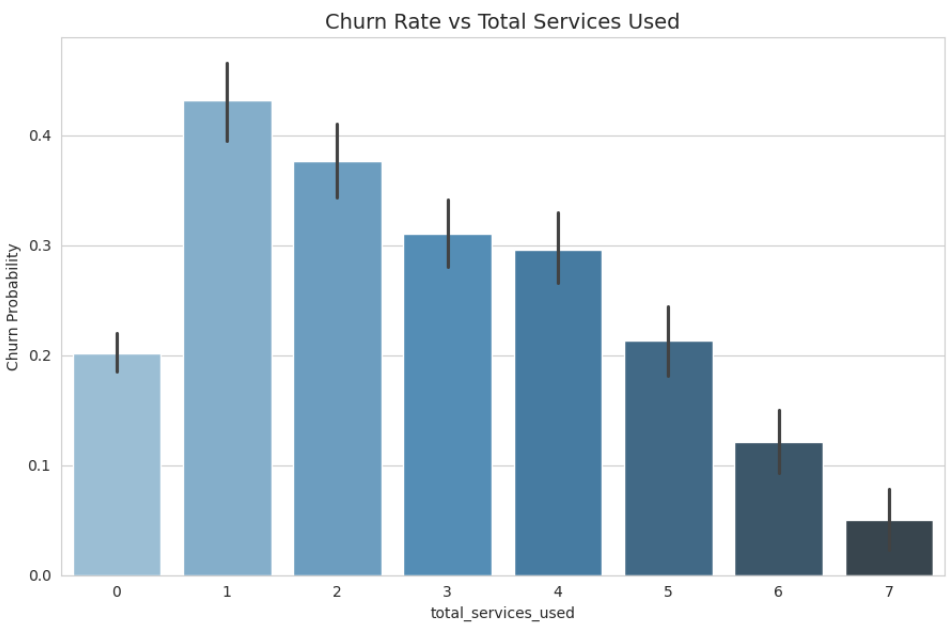 Churn Rate vs Total Services Used
Churn Probability
0.4
0.3
0.2
0.1
0.0
0 1 2 3 4 5 6 7
total_services_used